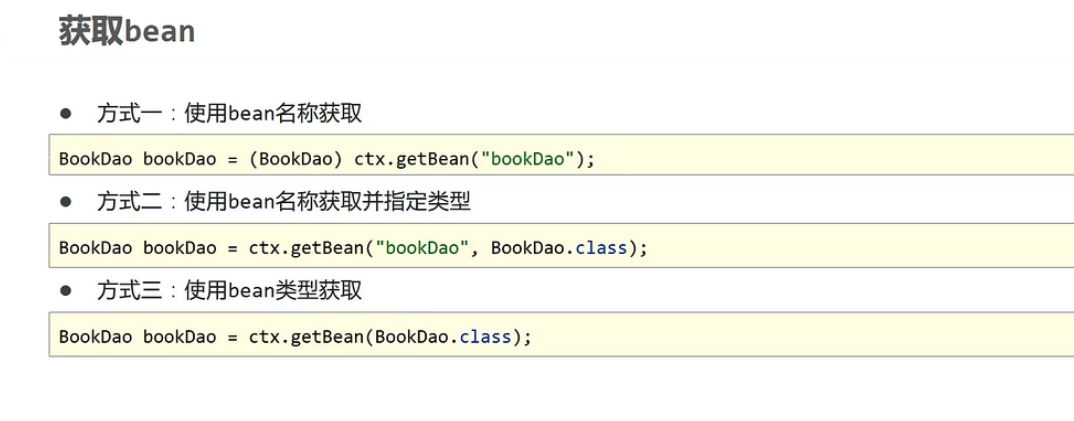 获取bean
● 方式一：使用bean名称获取
BookDao bookDao = (BookDao) ctx.getBean("bookDao");
● 方式二：使用bean名称获取并指定类型
BookDao bookDao = ctx.getBean("bookDao", BookDao.class);
● 方式三：使用bean类型获取
BookDao bookDao = ctx.getBean(BookDao.class);